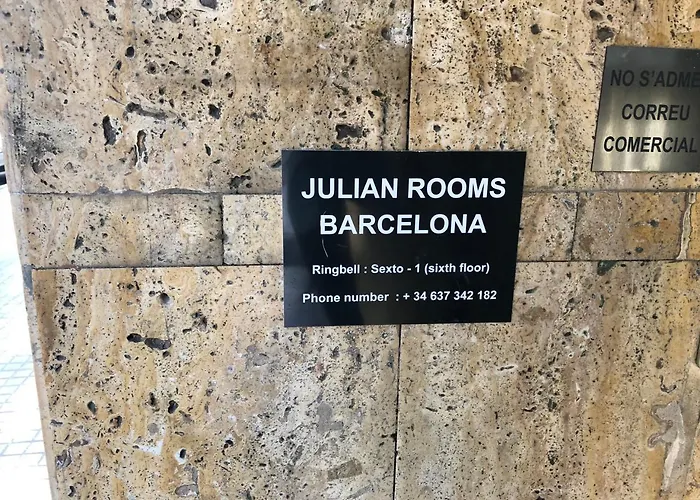 JULIAN ROOMS
BARCELONA
Ringbell : Sexto - 1 (sixth floor)
Phone number : + 34 637 342 182
NO S'ADME
CORREU
COMERCIAL